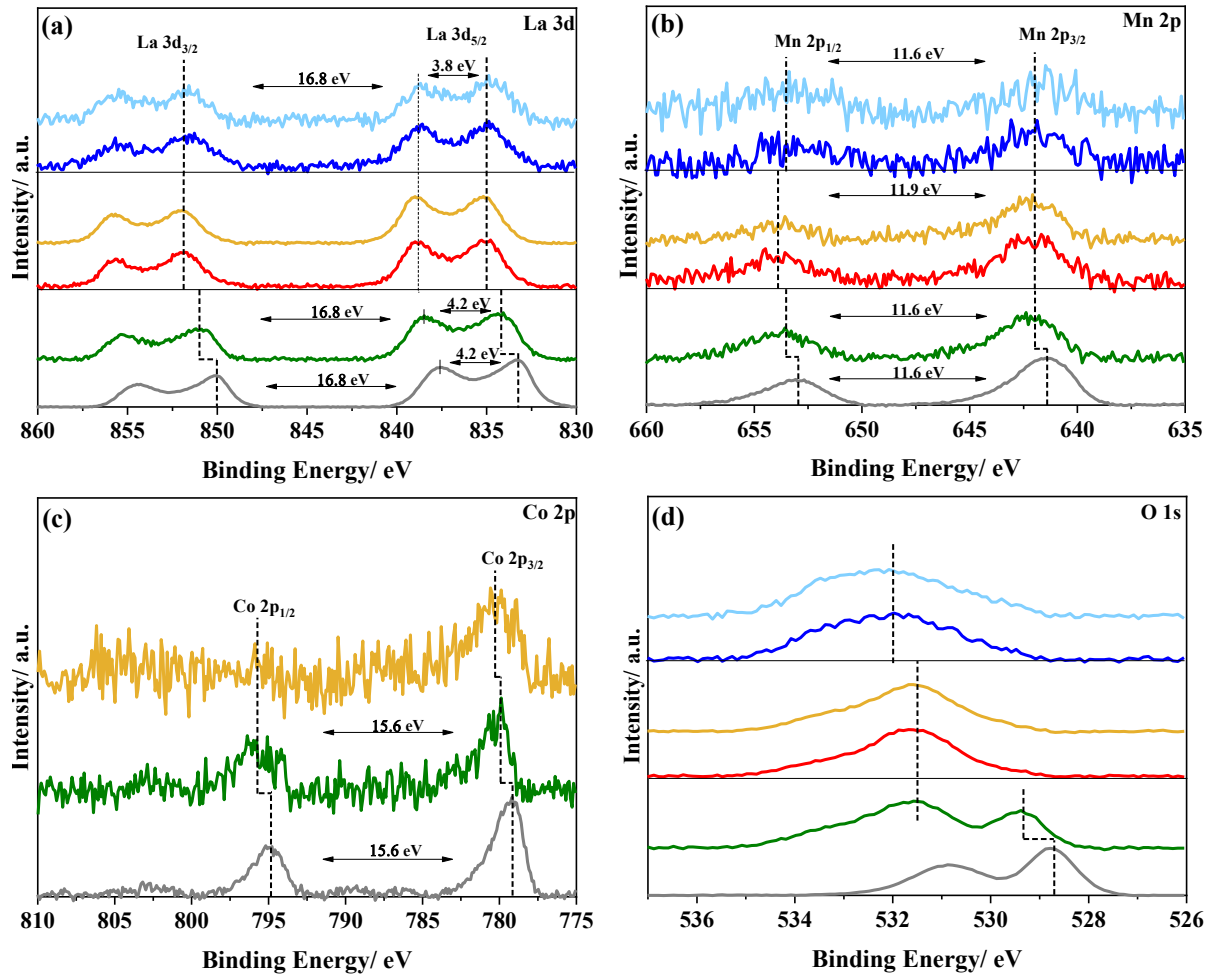 (a)
La 3d
La 3d3/2
La 3d5/2
3.8 eV
16.8 eV
4.2 eV
16.8 eV
4.2 eV
16.8 eV
Intensity/ a.u.
860 855 850 845 840 835 830
Binding Energy/ eV
(b)
Mn 2p
Mn 2p1/2
Mn 2p3/2
11.6 eV
11.9 eV
11.6 eV
11.6 eV
Intensity/ a.u.
660 655 650 645 640 635
Binding Energy/ eV
(c)
Co 2p
Co 2p3/2
Co 2p1/2
15.6 eV
15.6 eV
Intensity/ a.u.
810 805 800 795 790 785 780 775
Binding Energy/ eV
(d)
O 1s
Intensity/ a.u.
536 534 532 530 528 526
Binding Energy/ eV